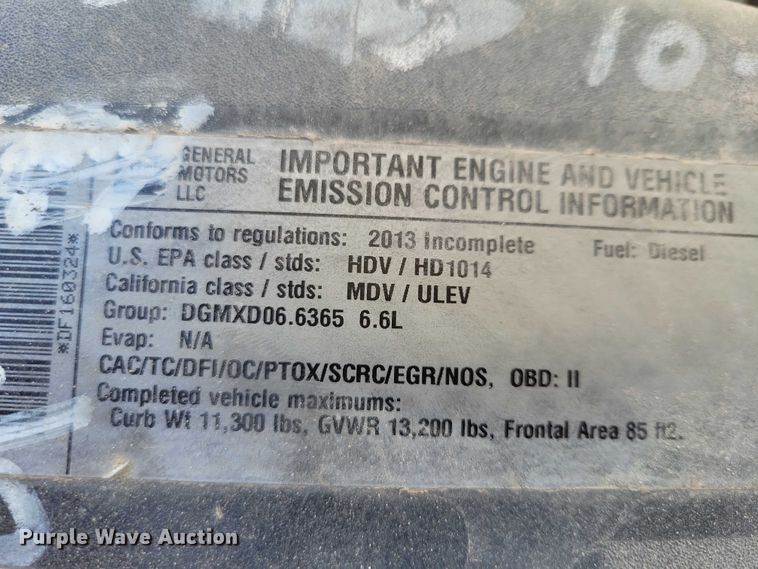 10-
GENERAL
MOTORS
LLC
IMPORTANT ENGINE AND VEHICLE
EMISSION CONTROL INFORMATION
Conforms to regulations: 2013 Incomplete Fuel: Diesel
U.S. EPA class / stds: HDV / HD1014
California class / stds: MDV / ULEV
Group: DGMXD06.6365 6.6L
Evap: N/A
CAC/TC/DFI/OC/PTOX/SCRC/EGR/NOS, OBD: II
Completed vehicle maximums:
Curb Wt 11,300 lbs, GVWR 13,200 lbs, Frontal Area 85 ft2.
*DF160324*
Purple Wave Auction